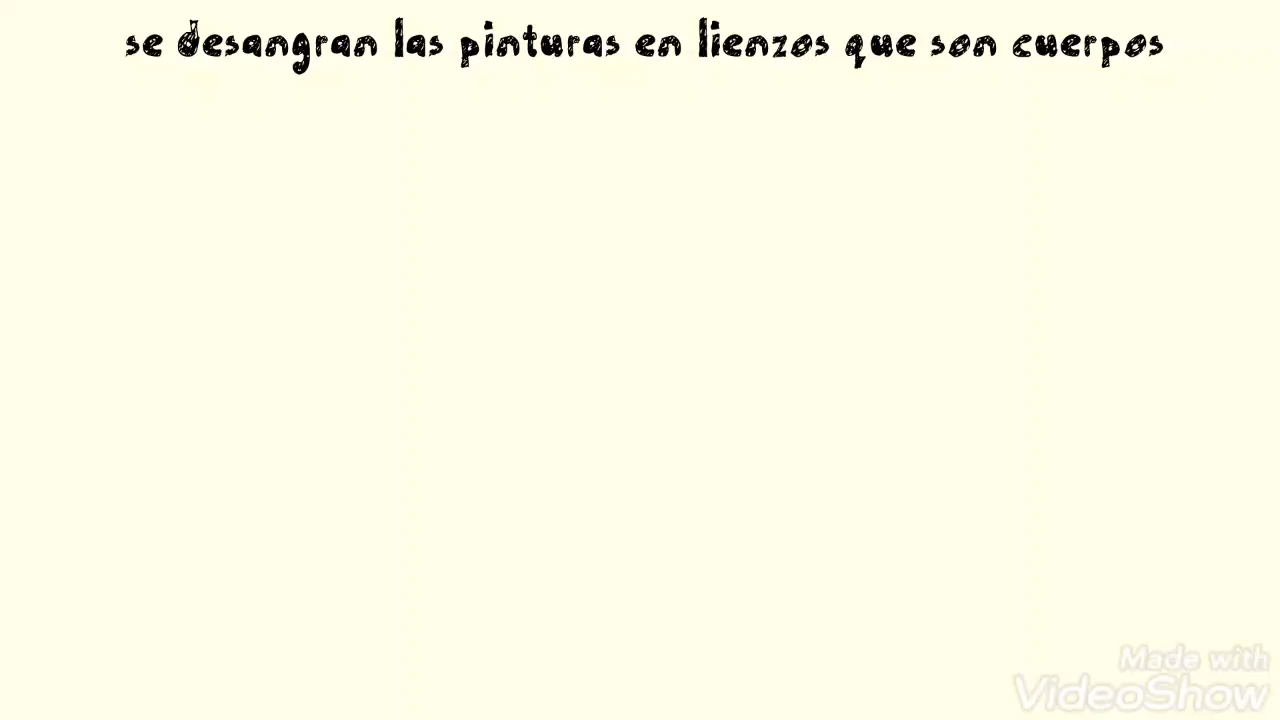 se desangran las pinturas en lienzos que son cuerpos
Made with
VideoShow